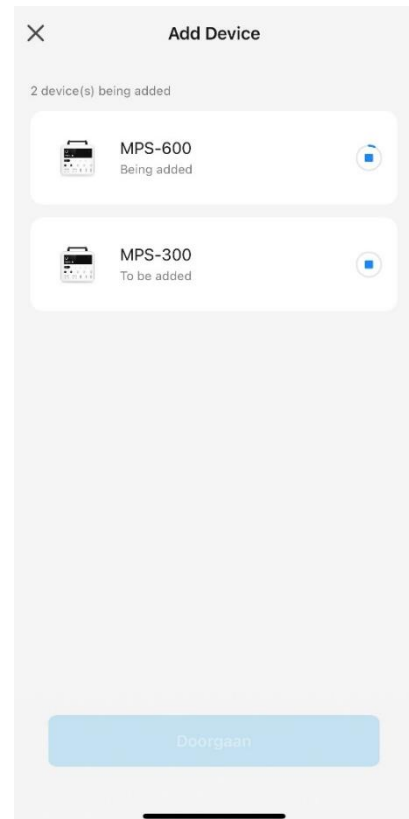 Add Device
2 device(s) being added
MPS-600
Being added
MPS-300
To be added
Doorgaan